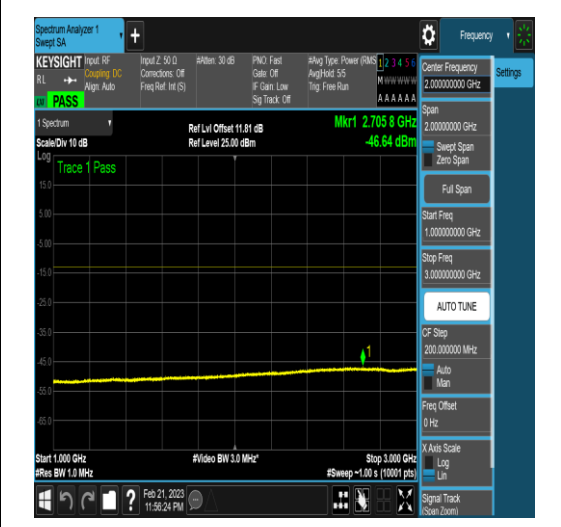 Spectrum Analyzer 1
Swept SA
+
Frequency
KEYSIGHT
RL
PASS
Input: RF
Coupling: DC
Align: Auto
Input Z: 50 Ω
Corrections: Off
Freq Ref: Int (S)
#Atten: 30 dB
PNO: Fast
Gate: Off
IF Gain: Low
Sig Track: Off
#Avg Type: Power (RMS
Avg|Hold: 5/5
Trig: Free Run
1 2 3 4 5 6
M W W W W W
A A A A A A
1 Spectrum
Scale/Div 10 dB
Ref Lvl Offset 11.81 dB
Ref Level 25.00 dBm
Mkr1 2.705 8 GHz
-46.64 dBm
Log
Trace 1 Pass
15.0
5.00
-5.00
-15.0
-25.0
-35.0
-45.0
-55.0
-65.0
1
Start 1.000 GHz
#Res BW 1.0 MHz
#Video BW 3.0 MHz*
Stop 3.000 GHz
#Sweep ~1.00 s (10001 pts)
Center Frequency
2.000000000 GHz
Settings
Span
2.00000000 GHz
Swept Span
Zero Span
Full Span
Start Freq
1.000000000 GHz
Stop Freq
3.000000000 GHz
AUTO TUNE
CF Step
200.000000 MHz
Auto
Man
Freq Offset
0 Hz
X Axis Scale
Log
Lin
Signal Track
(Span Zoom)
?
Feb 21, 2023
11:56:24 PM